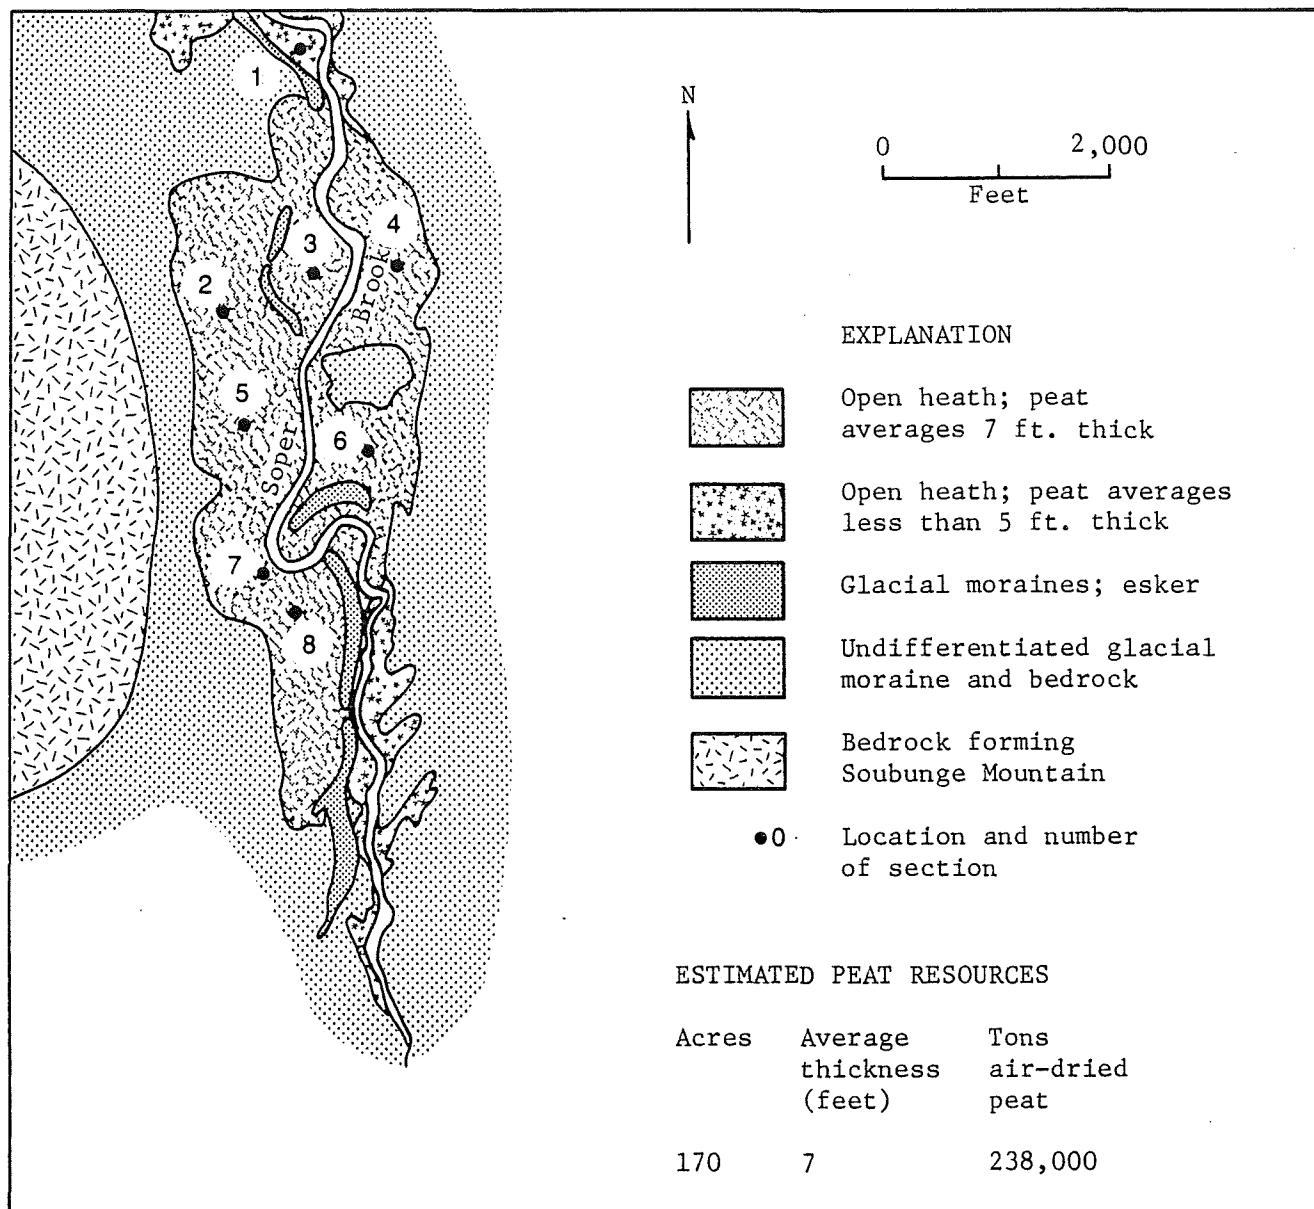 1
2
3
4
5
6
7
8
Soper Brook
N
0 2,000
Feet
EXPLANATION
Open heath; peat
averages 7 ft. thick
Open heath; peat averages
less than 5 ft. thick
Glacial moraines; esker
Undifferentiated glacial
moraine and bedrock
Bedrock forming
Soubunge Mountain
●0 Location and number
of section
ESTIMATED PEAT RESOURCES
Acres Average Tons
thickness air-dried
(feet) peat
170 7 238,000